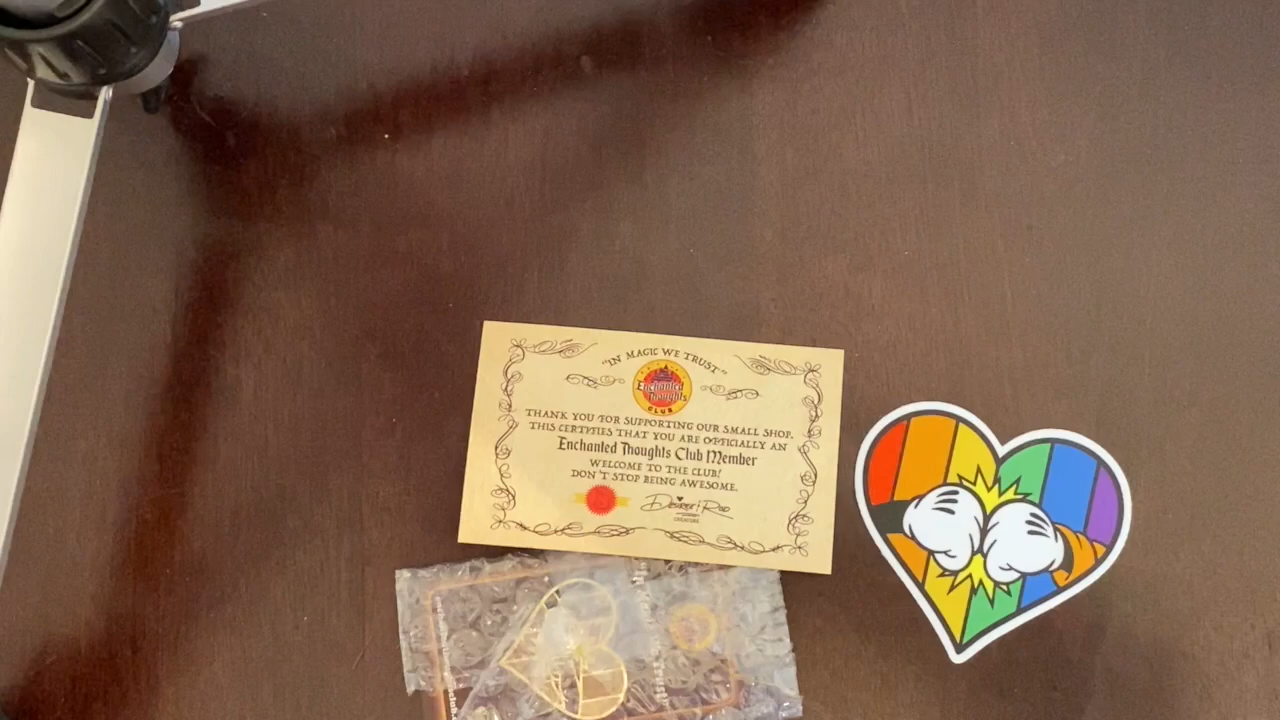 "IN MAGIC WE TRUST"
Enchanted
Thoughts
CLUB
THANK YOU FOR SUPPORTING OUR SMALL SHOP.
THIS CERTIFIES THAT YOU ARE OFFICIALLY AN
Enchanted Thoughts Club Member
WELCOME TO THE CLUB!
DON'T STOP BEING AWESOME.
CREATORS